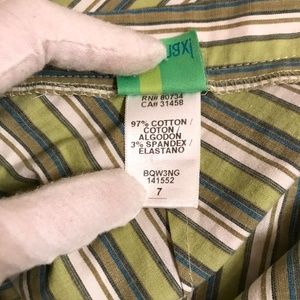 RN# 80734
CA# 31458
97% COTTON /
COTON /
ALGODON
3% SPANDEX /
ELASTANO
BQW3NG
141552
7